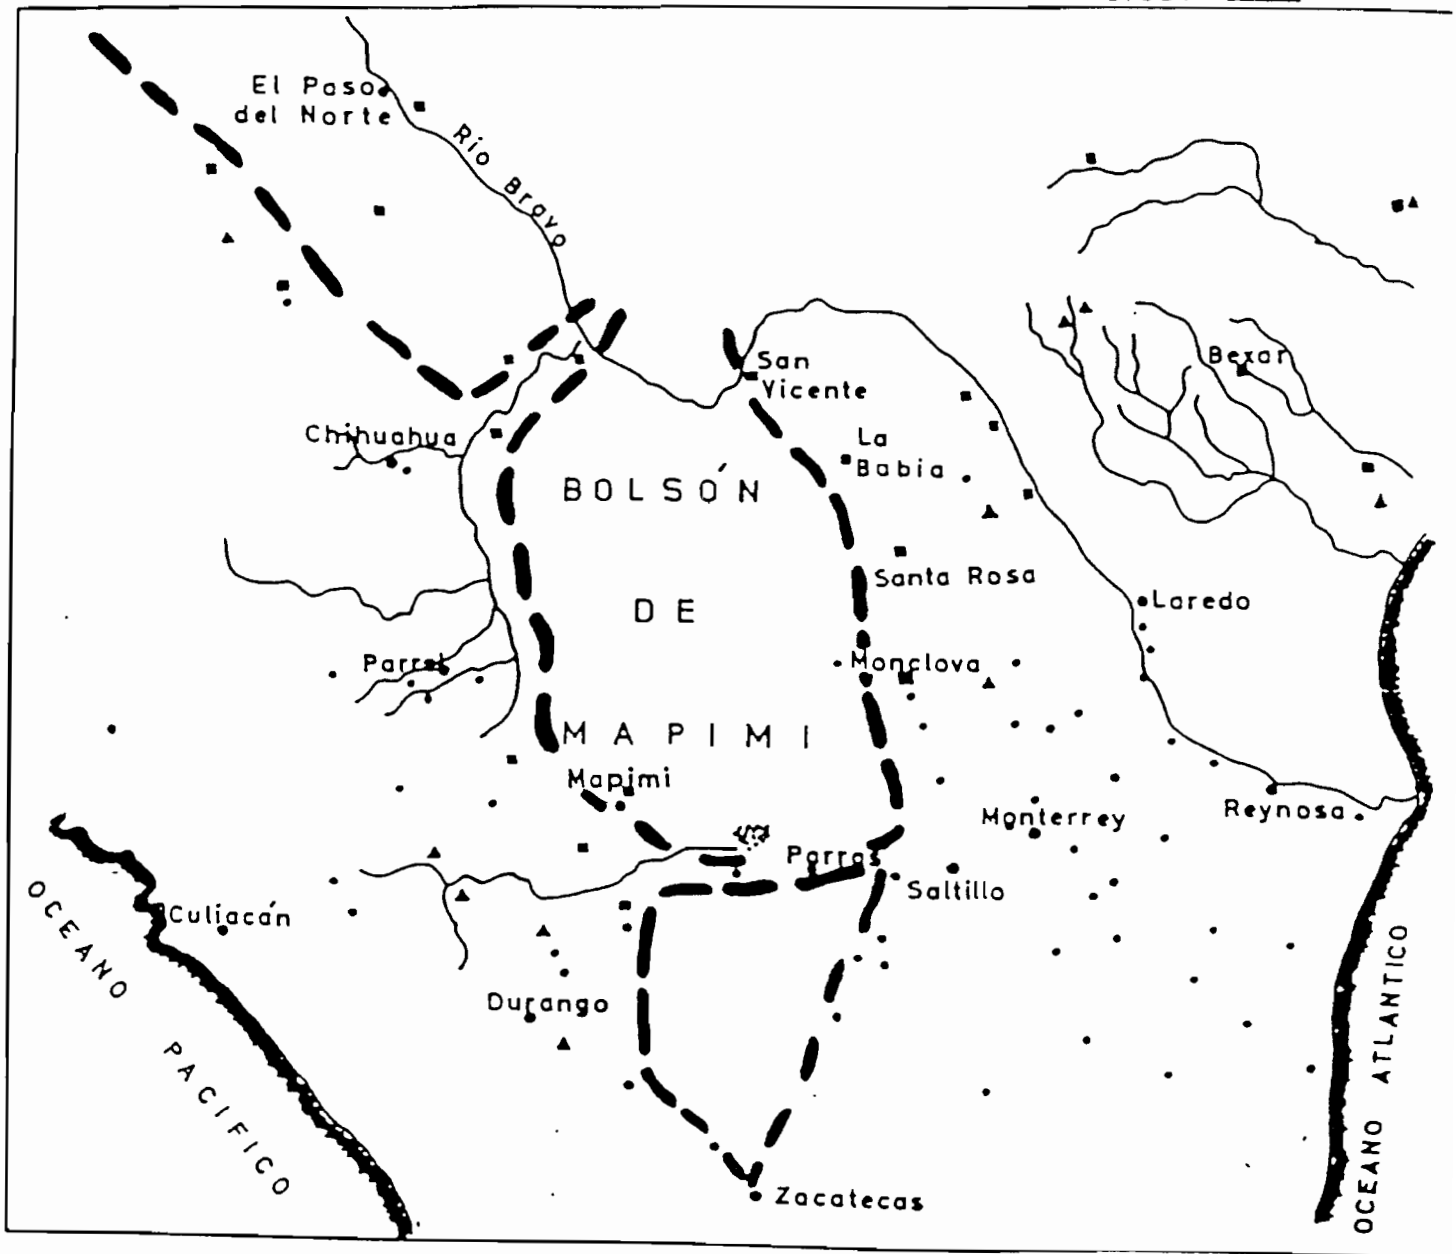 El Paso
del Norte
Río Bravo
San
Vicente
Bexar
Chihuahua
La
Babia
BOLSÓN
DE
MAPIMI
Santa Rosa
Laredo
Parral
Monclova
Mapimi
Monterrey
Reynosa
Parras
Saltillo
Culiacán
Durango
Zacatecas
OCEANO PACIFICO
OCEANO ATLANTICO